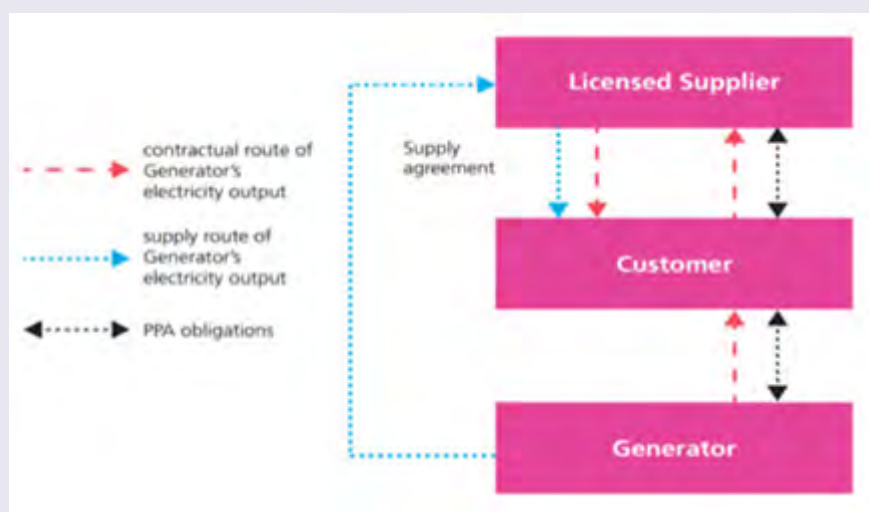 Licensed Supplier
contractual route of
Generator's
electricity output
Supply
agreement
supply route of
Generator's
electricity output
Customer
PPA obligations
Generator